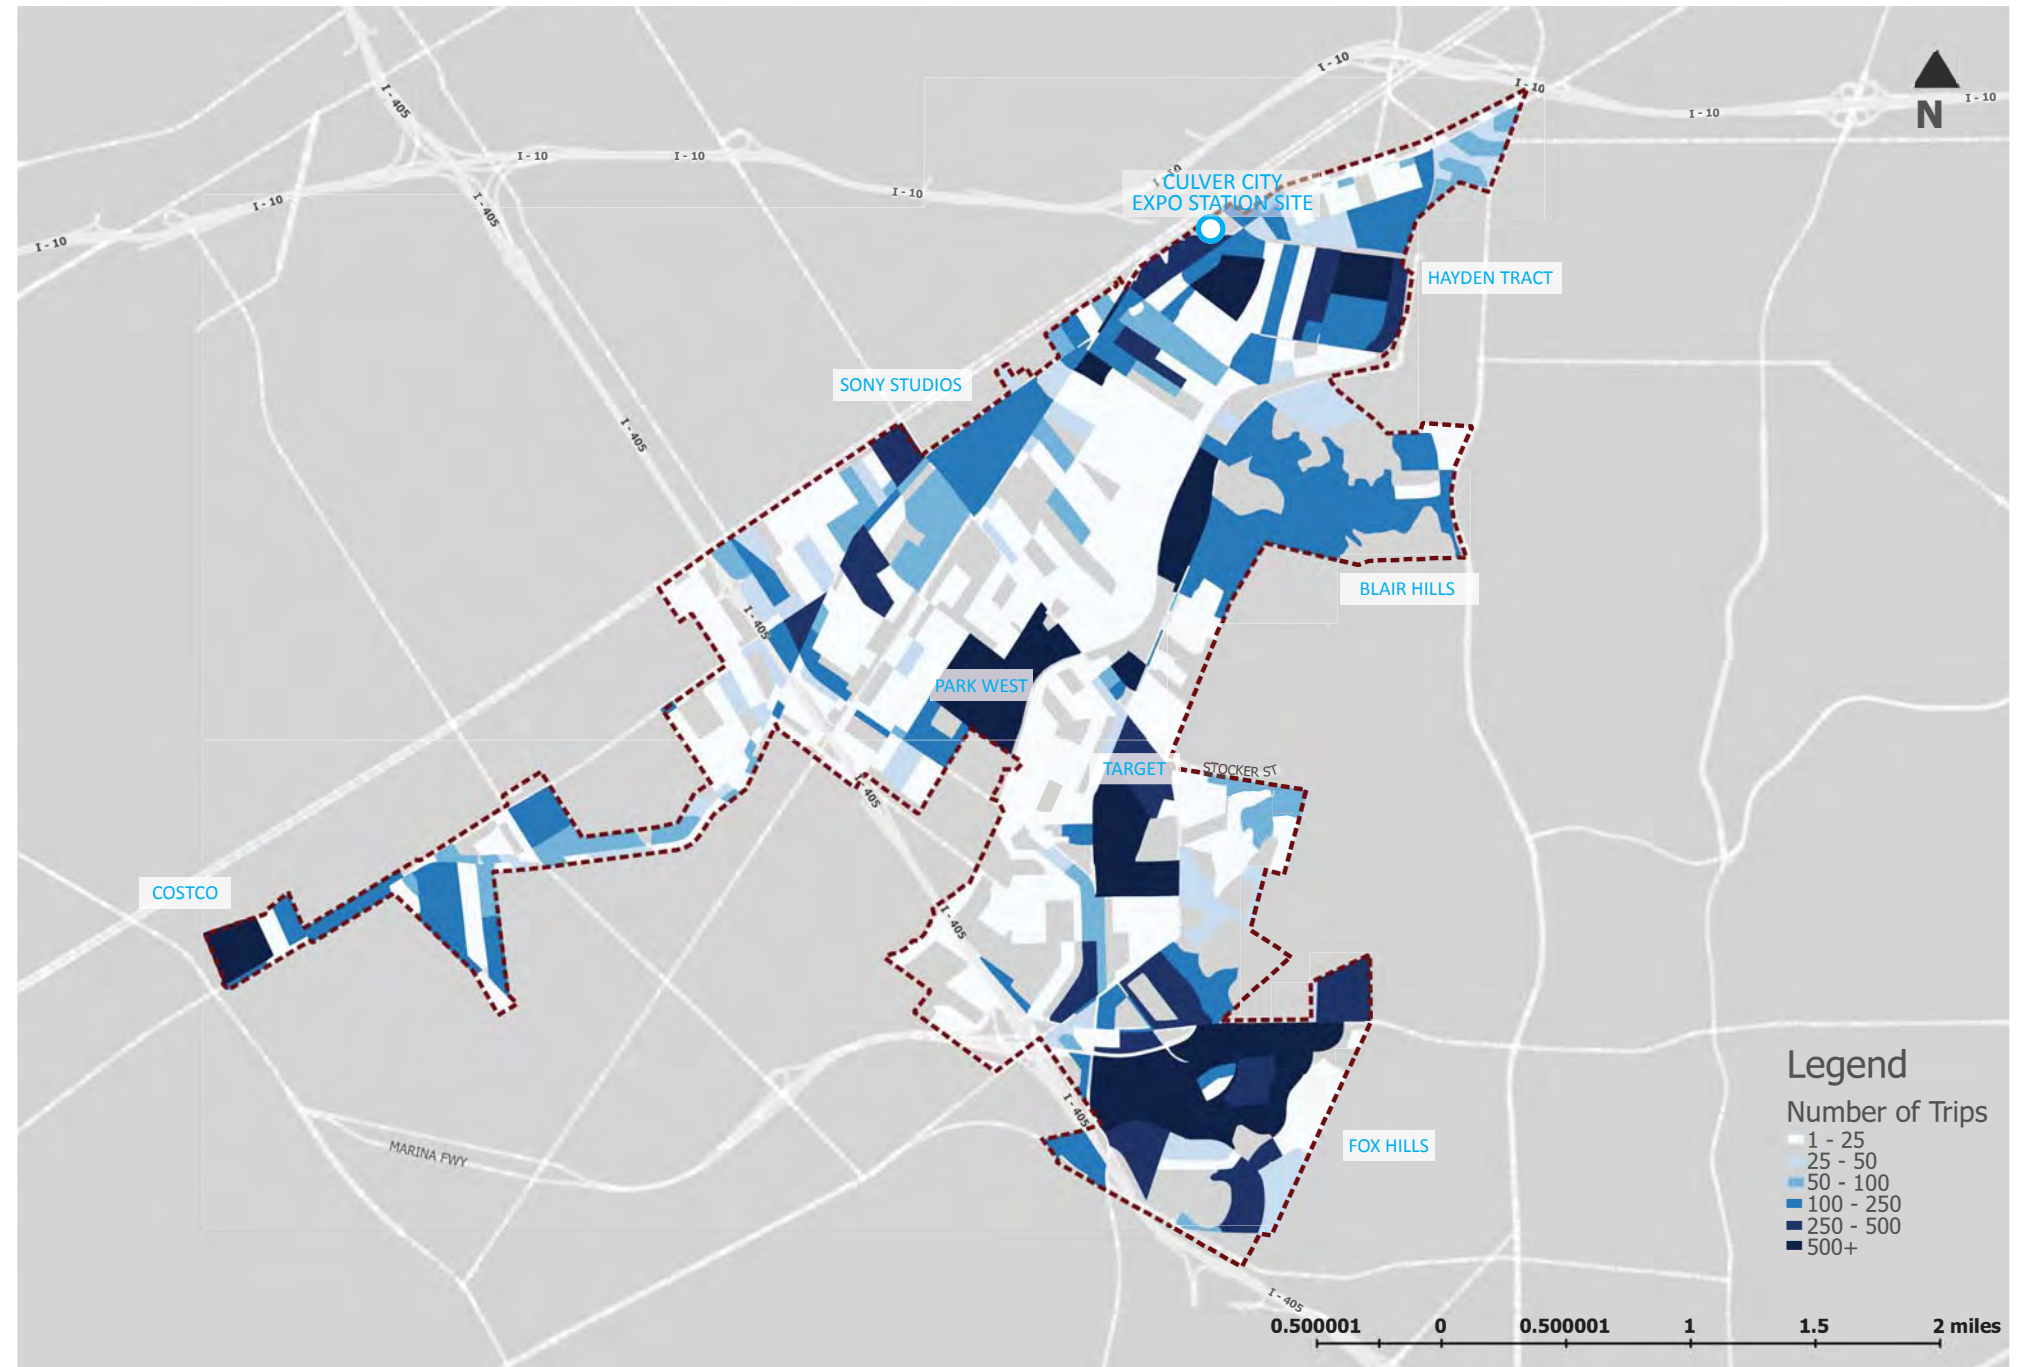 I - 10
I - 10
I - 10
I - 10
I - 10
I - 405
N
I - 10
I - 10
I - 10
I - 10
I - 10
CULVER CITY
EXPO STATION SITE
I - 405
HAYDEN TRACT
SONY STUDIOS
I - 405
BLAIR HILLS
I - 405
PARK WEST
TARGET
STOCKER ST
I - 405
COSTCO
I - 405
I - 405
MARINA FWY
FOX HILLS
Legend
Number of Trips
1 - 25
25 - 50
50 - 100
100 - 250
250 - 500
500+
I - 405
0.500001 0 0.500001 1 1.5 2 miles